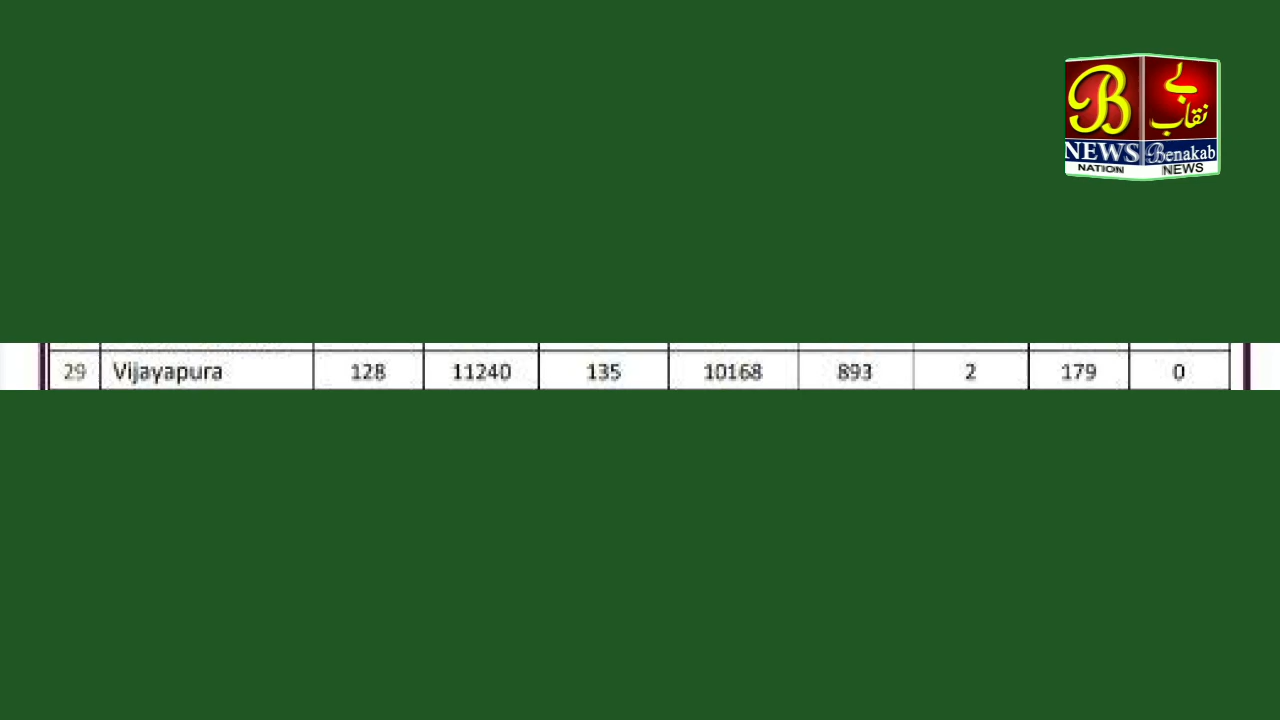 B
بے
نقاب
NEWS
Benakab
NATION
NEWS
29 Vijayapura 128 11240 135 10168 893 2 179 0